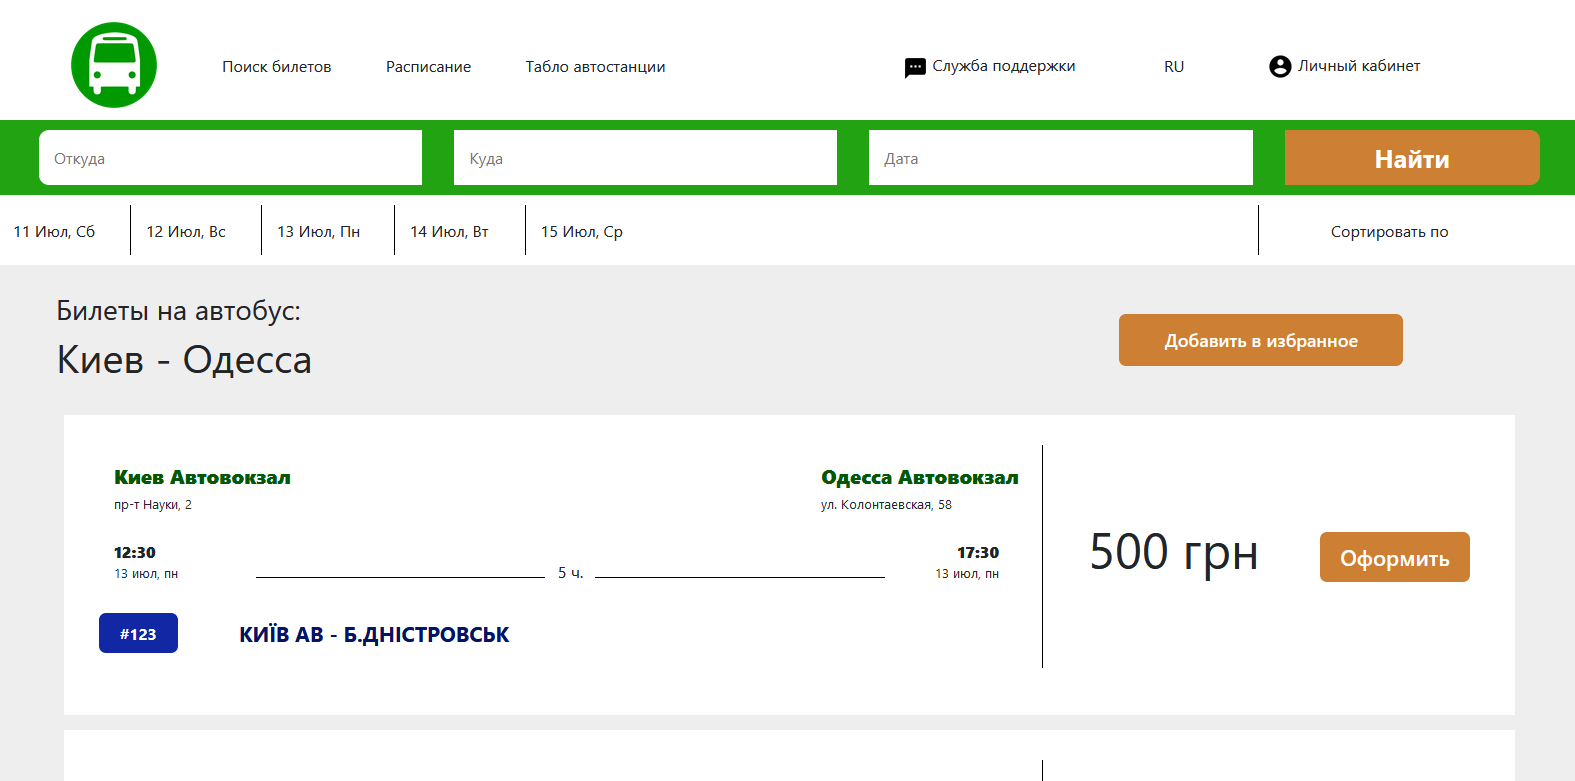 Поиск билетов Расписание Табло автостанции Служба поддержки RU Личный кабинет
Откуда Куда Дата Найти
11 Июл, Сб 12 Июл, Вс 13 Июл, Пн 14 Июл, Вт 15 Июл, Ср Сортировать по
Билеты на автобус:
Киев - Одесса
Добавить в избранное
Киев Автовокзал Одесса Автовокзал
пр-т Науки, 2 ул. Колонтаевская, 58
12:30 17:30
13 июл, пн 5 ч. 13 июл, пн
500 грн Оформить
#123 КИЇВ АВ - Б.ДНІСТРОВСЬК